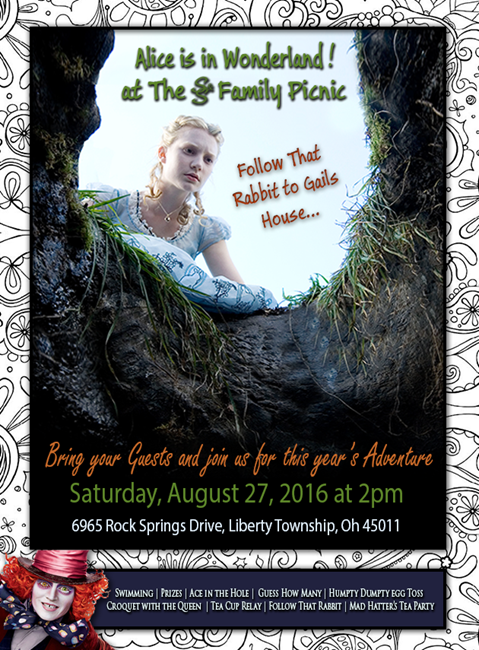 Alice is in Wonderland !
at The & Family Picnic
Follow That
Rabbit to Gails
House...
Bring your Guests and join us for this year's Adventure
Saturday, August 27, 2016 at 2pm
6965 Rock Springs Drive, Liberty Township, Oh 45011
Swimming | Prizes | Ace in the Hole | Guess How Many | Humpty Dumpty egg Toss
Croquet with the Queen | Tea Cup Relay | Follow That Rabbit | Mad Hatter's Tea Party